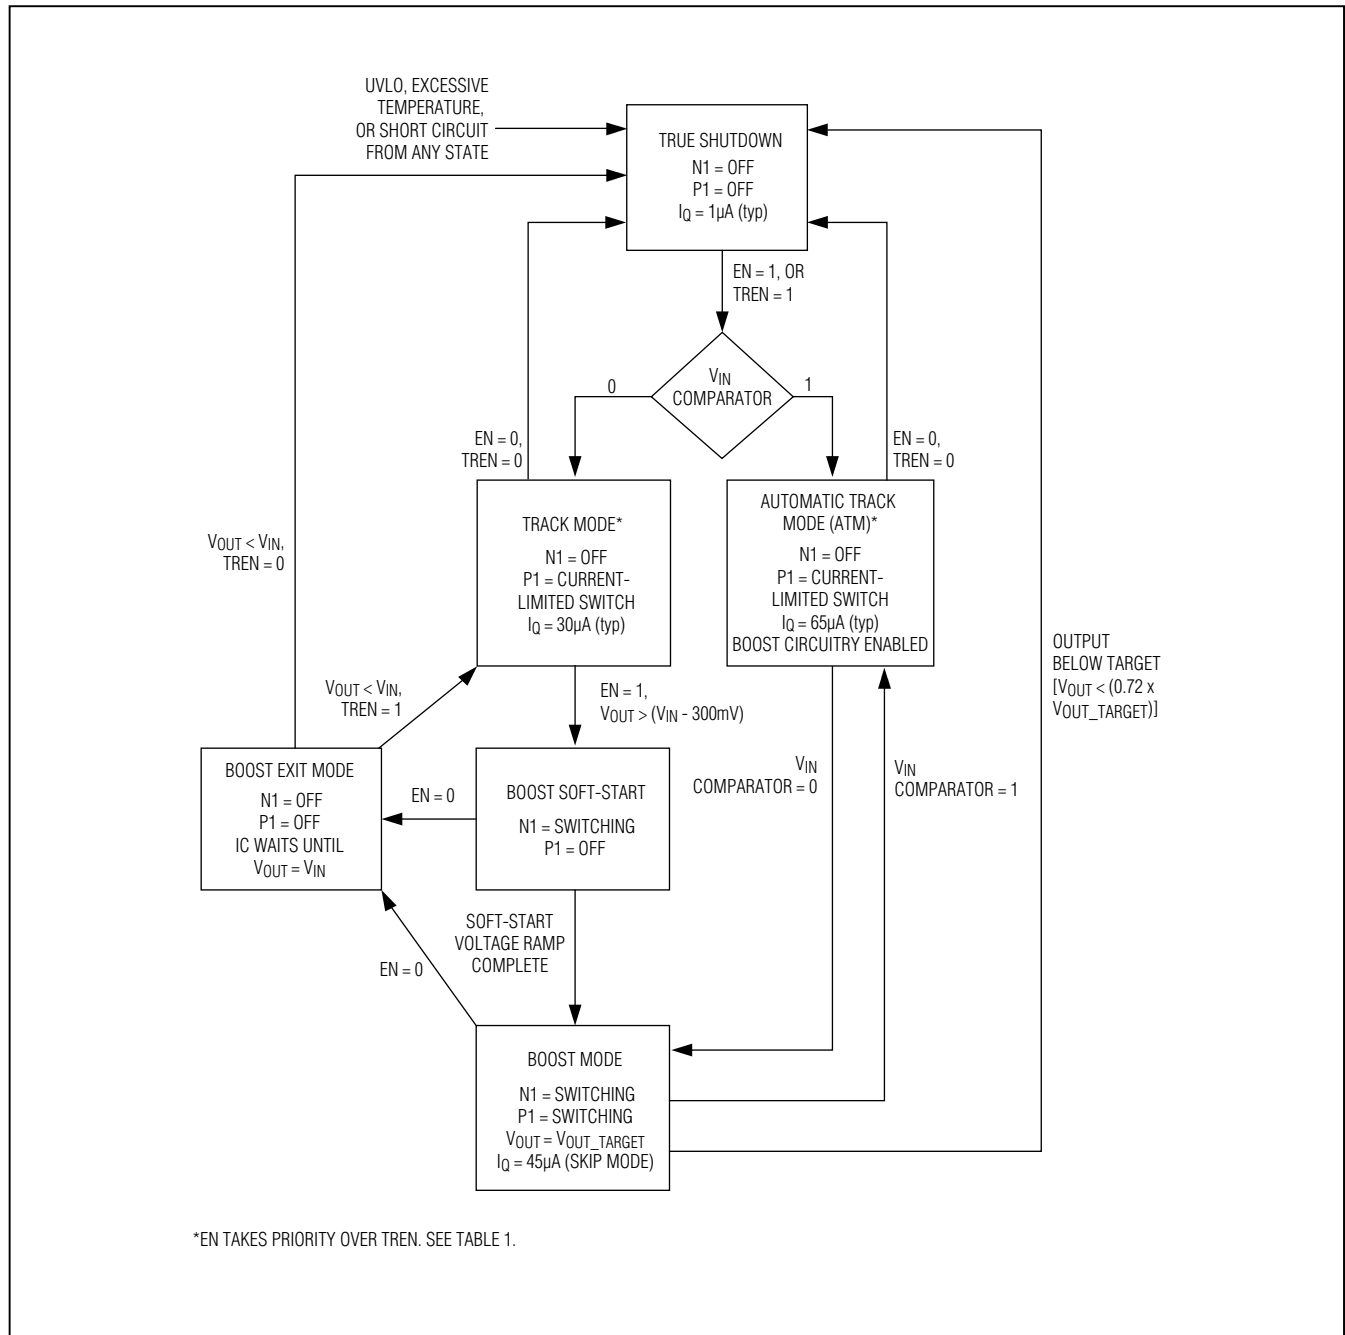 UVLO, EXCESSIVE
TEMPERATURE,
OR SHORT CIRCUIT
FROM ANY STATE
TRUE SHUTDOWN
N1 = OFF
P1 = OFF
IQ = 1µA (typ)
EN = 1, OR
TREN = 1
VIN
COMPARATOR
0
1
EN = 0,
TREN = 0
EN = 0,
TREN = 0
TRACK MODE*
N1 = OFF
P1 = CURRENT-
LIMITED SWITCH
IQ = 30µA (typ)
AUTOMATIC TRACK
MODE (ATM)*
N1 = OFF
P1 = CURRENT-
LIMITED SWITCH
IQ = 65µA (typ)
BOOST CIRCUITRY ENABLED
VOUT < VIN,
TREN = 0
OUTPUT
BELOW TARGET
[VOUT < (0.72 x
VOUT_TARGET)]
VOUT < VIN,
TREN = 1
EN = 1,
VOUT > (VIN - 300mV)
BOOST EXIT MODE
N1 = OFF
P1 = OFF
IC WAITS UNTIL
VOUT = VIN
EN = 0
BOOST SOFT-START
N1 = SWITCHING
P1 = OFF
VIN
COMPARATOR = 0
VIN
COMPARATOR = 1
SOFT-START
VOLTAGE RAMP
COMPLETE
EN = 0
BOOST MODE
N1 = SWITCHING
P1 = SWITCHING
VOUT = VOUT_TARGET
IQ = 45µA (SKIP MODE)
*EN TAKES PRIORITY OVER TREN. SEE TABLE 1.